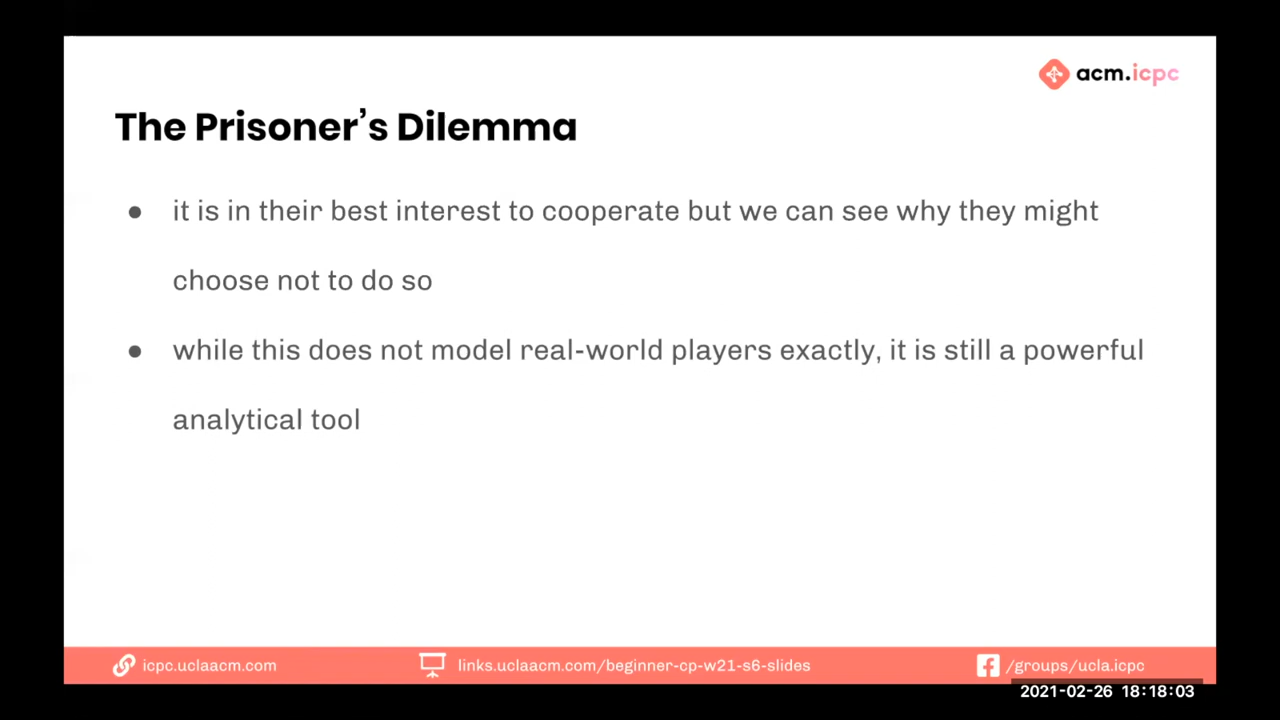 acm.icpc
The Prisoner’s Dilemma
● it is in their best interest to cooperate but we can see why they might
choose not to do so
● while this does not model real-world players exactly, it is still a powerful
analytical tool
icpc.uclaacm.com
links.uclaacm.com/beginner-cp-w21-s6-slides
/groups/ucla.icpc
2021-02-26 18:18:03